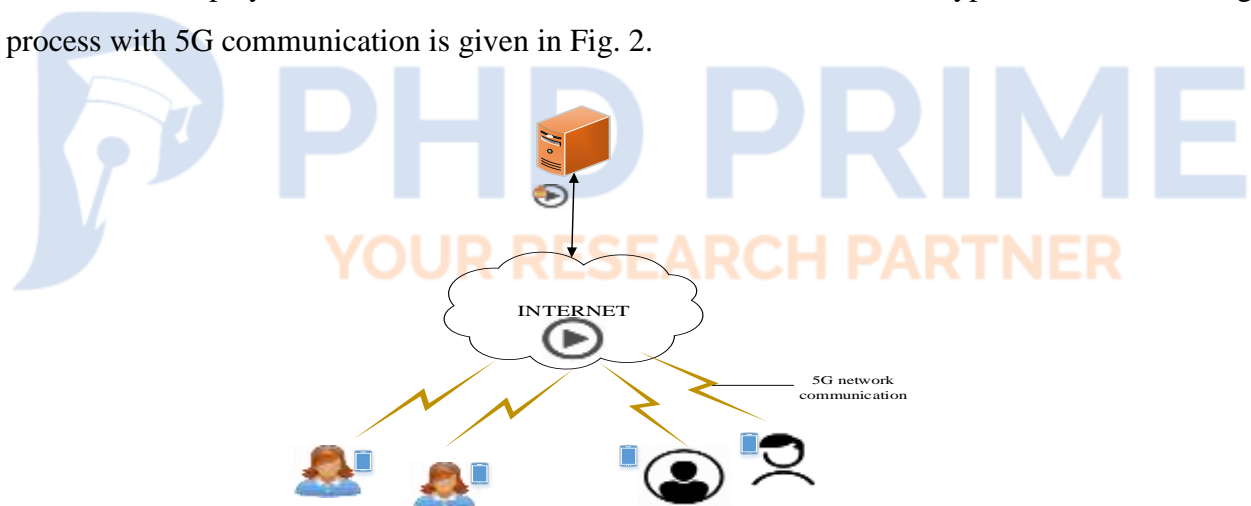 process with 5G communication is given in Fig. 2.
PHD PRIME
YOUR RESEARCH PARTNER
INTERNET
5G network
communication